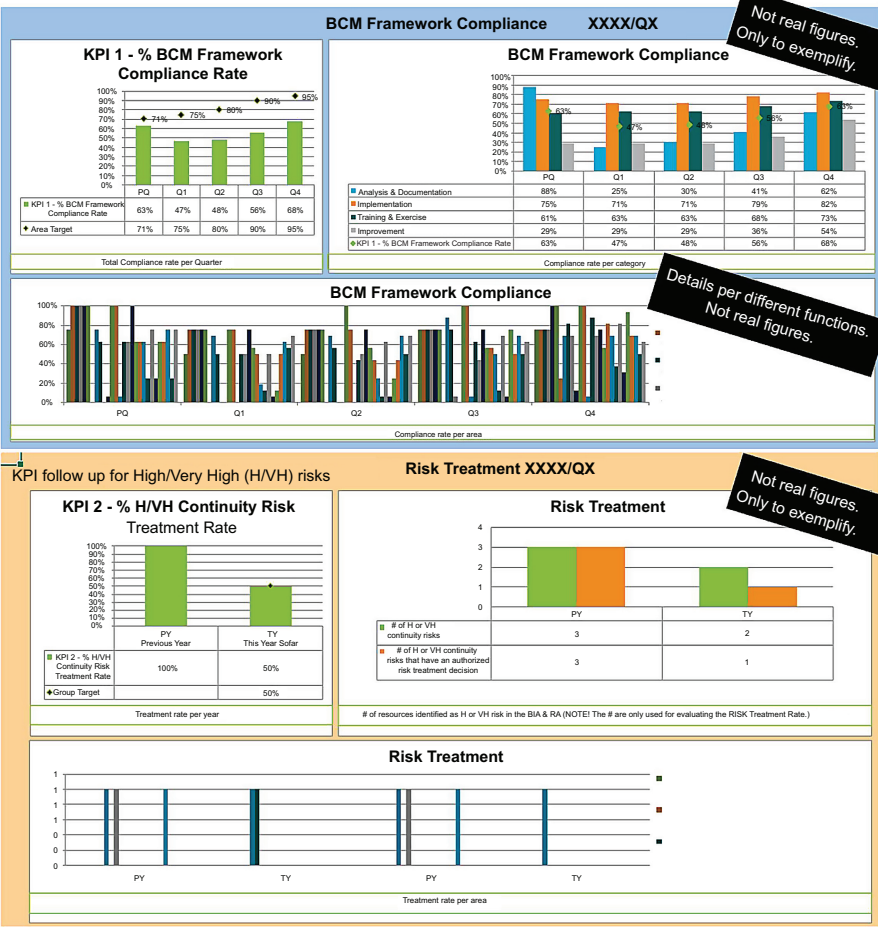 BCM Framework Compliance XXXX/QX
Not real figures.
Only to exemplify.
KPI 1 - % BCM Framework
Compliance Rate
100%
90%
80%
70%
60%
50%
40%
30%
20%
10%
0%
71%
75%
80%
90%
95%
PQ Q1 Q2 Q3 Q4
KPI 1 - % BCM Framework
Compliance Rate
63% 47% 48% 56% 68%
Area Target 71% 75% 80% 90% 95%
Total Compliance rate per Quarter
BCM Framework Compliance
100%
90%
80%
70%
60%
50%
40%
30%
20%
10%
0%
63%
47%
48%
56%
63%
PQ Q1 Q2 Q3 Q4
Analysis & Documentation 88% 25% 30% 41% 62%
Implementation 75% 71% 71% 79% 82%
Training & Exercise 61% 63% 63% 68% 73%
Improvement 29% 29% 29% 36% 54%
KPI 1 - % BCM Framework Compliance Rate 63% 47% 48% 56% 68%
Compliance rate per category
BCM Framework Compliance
Details per different functions.
Not real figures.
100%
80%
60%
40%
20%
0%
PQ Q1 Q2 Q3 Q4
Compliance rate per area
KPI follow up for High/Very High (H/VH) risks
Risk Treatment XXXX/QX
Not real figures.
Only to exemplify.
KPI 2 - % H/VH Continuity Risk
Treatment Rate
100%
90%
80%
70%
60%
50%
40%
30%
20%
10%
0%
PY TY
Previous Year This Year Sofar
KPI 2 - % H/VH
Continuity Risk
Treatment Rate
100% 50%
Group Target 50%
Treatment rate per year
Risk Treatment
4
3
2
1
0
PY TY
# of H or VH
continuity risks
3 2
# of H or VH continuity
risks that have an authorized
risk treatment decision
3 1
# of resources identified as H or VH risk in the BIA & RA (NOTE! The # are only used for evaluating the RISK Treatment Rate.)
Risk Treatment
1
1
1
1
0
0
0
PY TY PY TY
Treatment rate per area